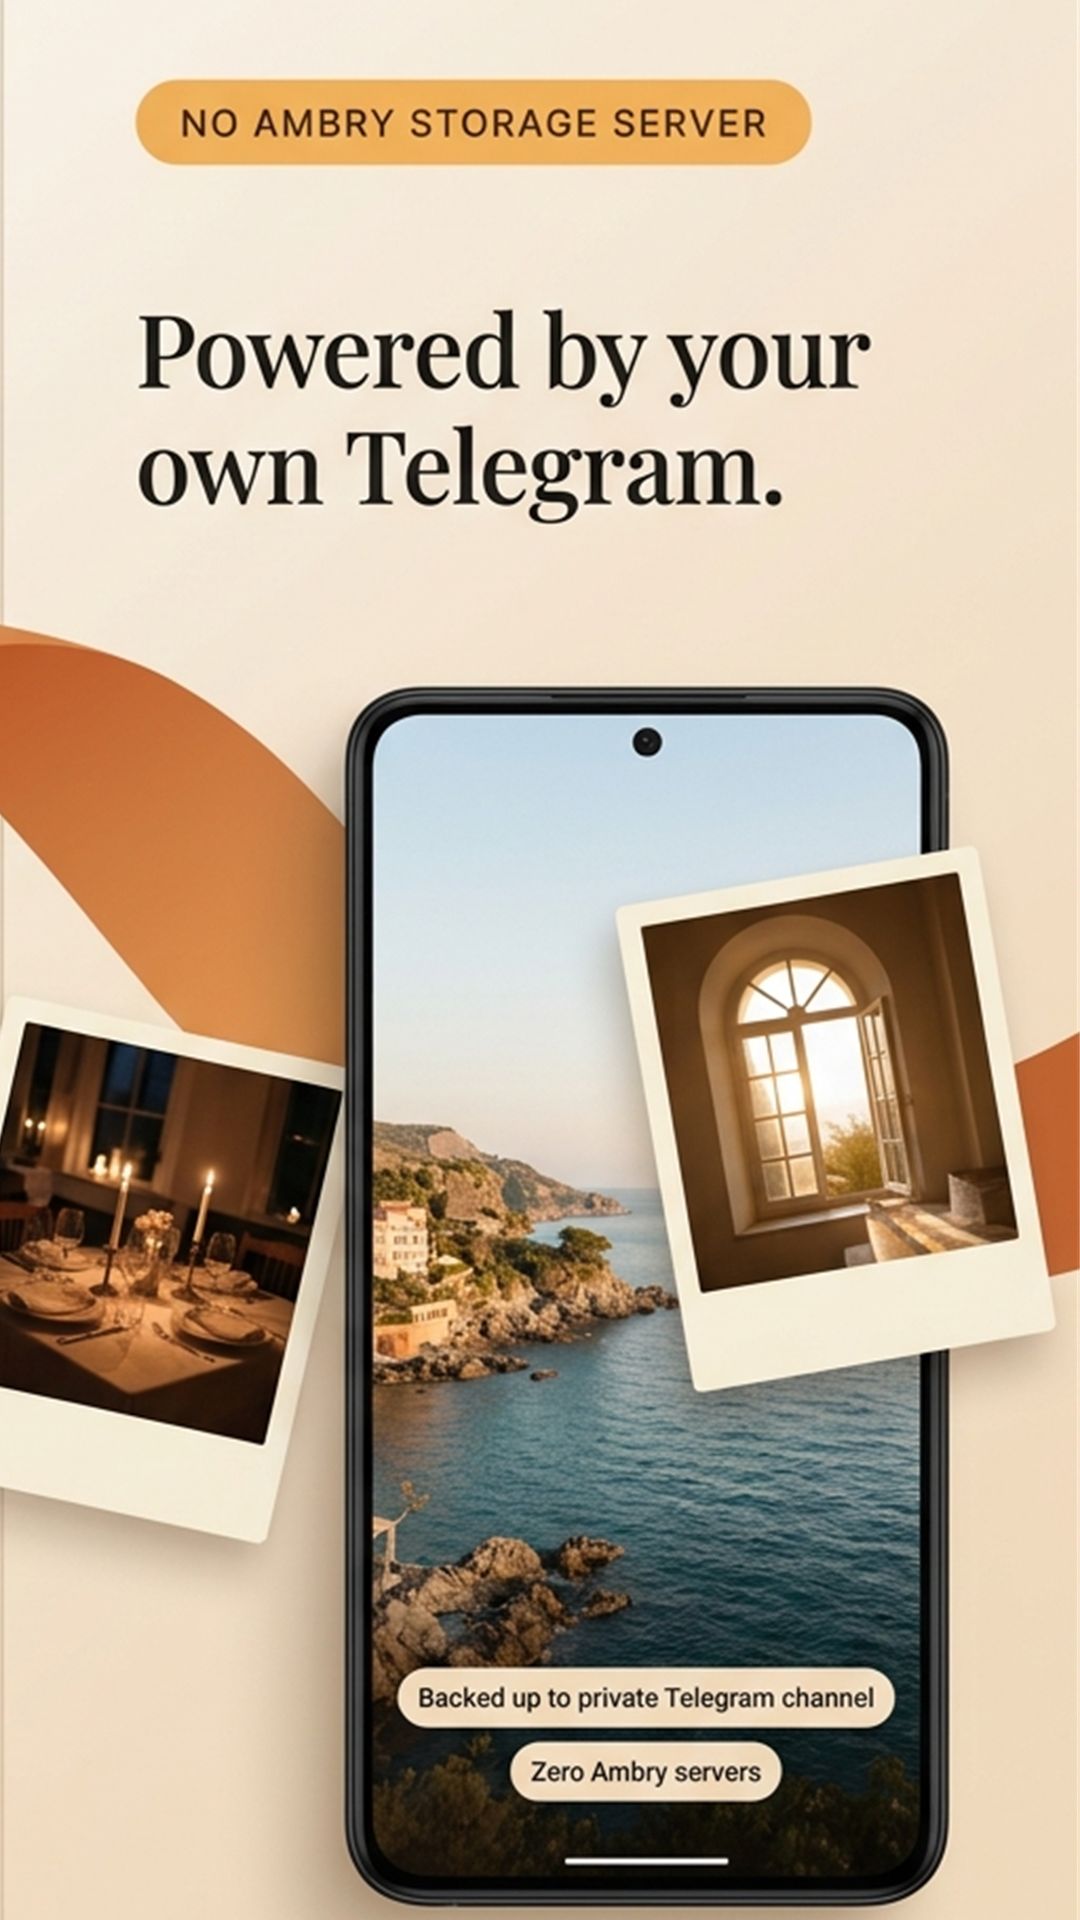 NO AMBRY STORAGE SERVER
Powered by your
own Telegram.
Backed up to private Telegram channel
Zero Ambry servers